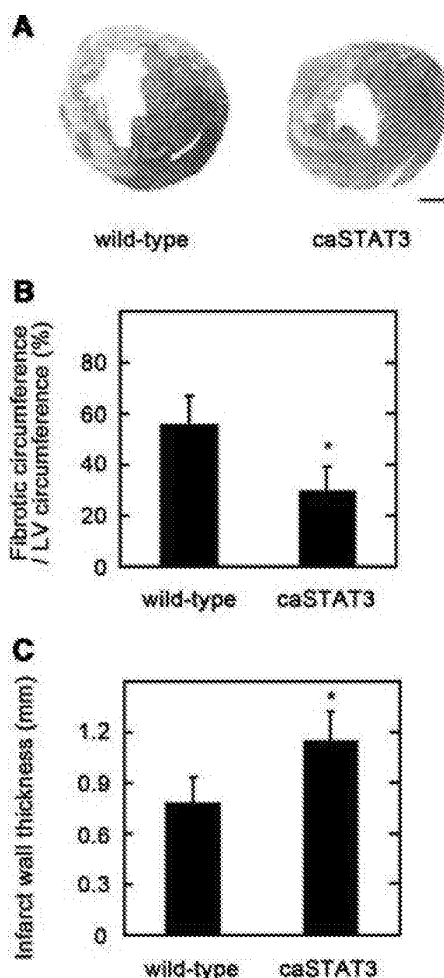 A
wild-type caSTAT3
B
Fibrotic circumference
/ LV circumference (%)
80
60
40
20
0
*
wild-type caSTAT3
C
Infarct wall thickness (mm)
1.2
0.9
0.6
0.3
0
*
wild-type caSTAT3